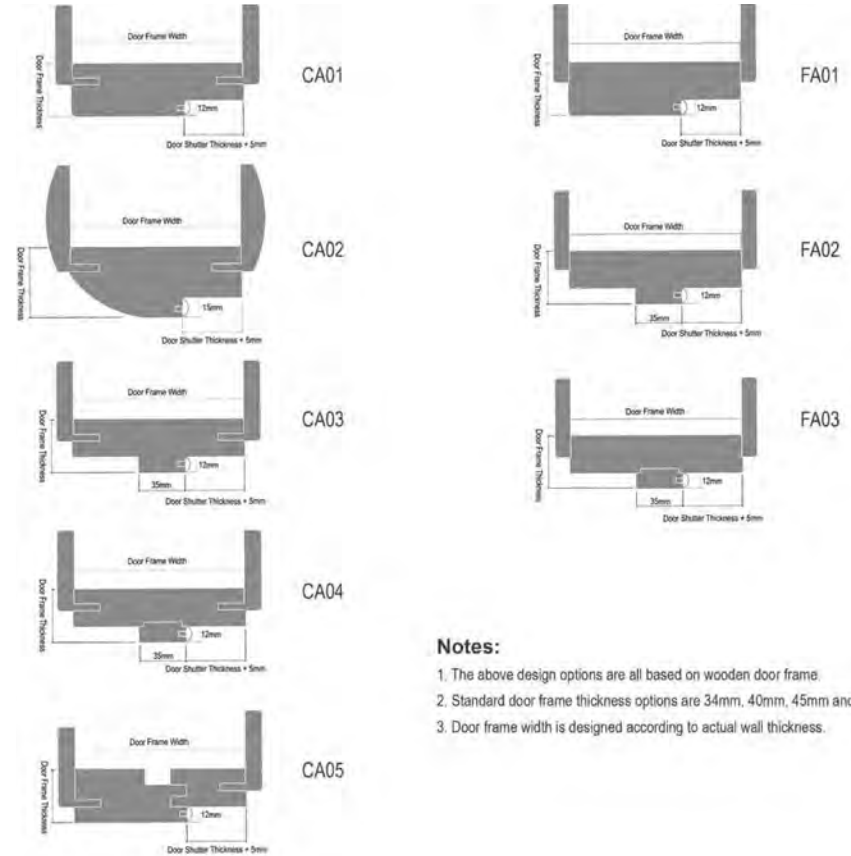 Door Frame Width
Door Frame Thickness
CA01
12mm
Door Shutter Thickness + 5mm
Door Frame Width
Door Frame Thickness
CA02
15mm
Door Shutter Thickness + 5mm
Door Frame Width
Door Frame Thickness
CA03
12mm
35mm
Door Shutter Thickness + 5mm
Door Frame Width
Door Frame Thickness
CA04
12mm
35mm
Door Shutter Thickness + 5mm
Door Frame Width
Door Frame Thickness
CA05
12mm
Door Shutter Thickness + 5mm
Door Frame Width
Door Frame Thickness
FA01
12mm
Door Shutter Thickness + 5mm
Door Frame Width
Door Frame Thickness
FA02
12mm
35mm
Door Shutter Thickness + 5mm
Door Frame Width
Door Frame Thickness
FA03
12mm
35mm
Door Shutter Thickness + 5mm
Notes:
1. The above design options are all based on wooden door frame.
2. Standard door frame thickness options are 34mm, 40mm, 45mm and
3. Door frame width is designed according to actual wall thickness.